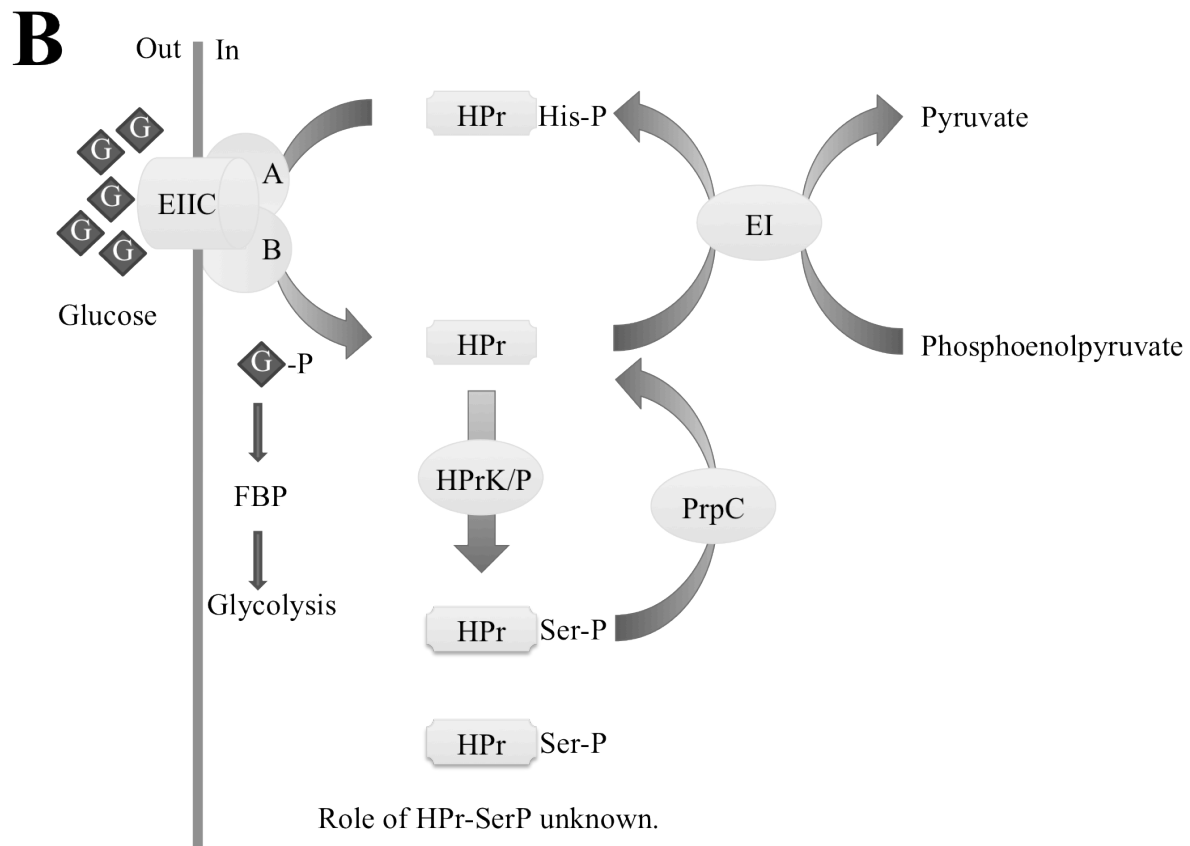 B
Out In
HPr His-P
Pyruvate
G
G
G
G
G
EIIC
A
B
EI
Glucose
HPr
Phosphoenolpyruvate
G -P
HPrK/P
FBP
PrpC
Glycolysis
HPr Ser-P
HPr Ser-P
Role of HPr-SerP unknown.